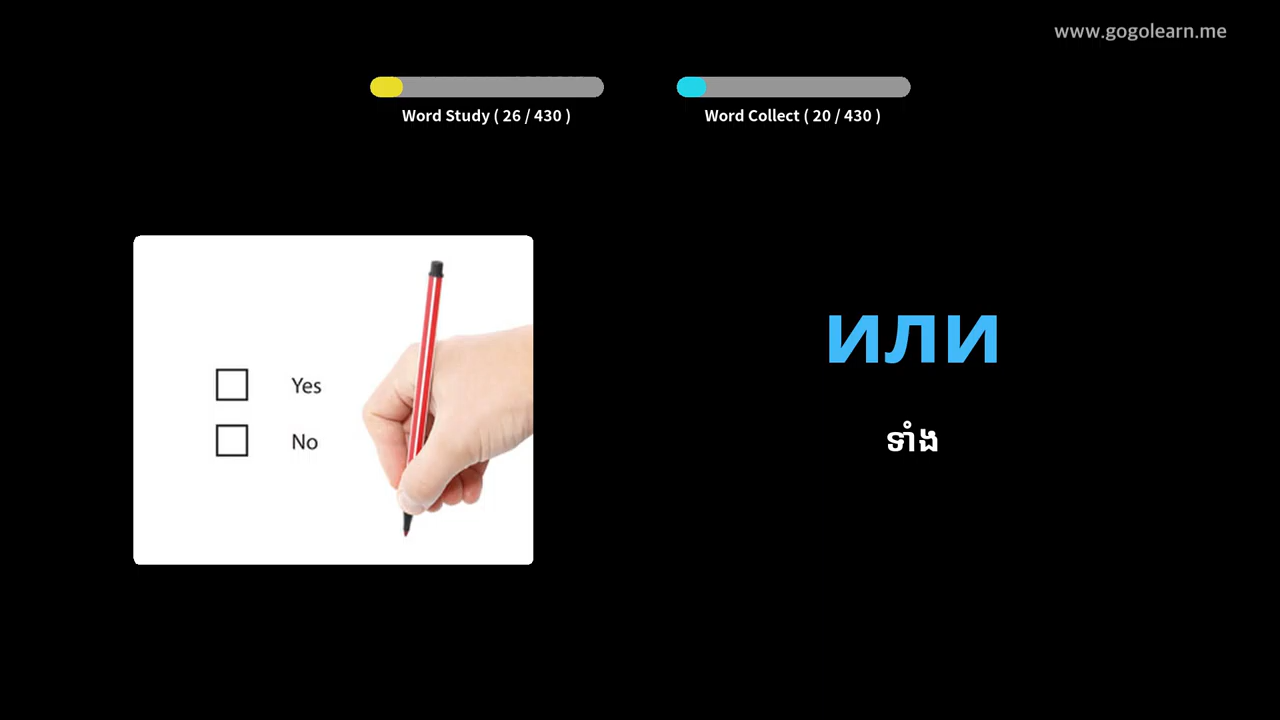 www.gogolearn.me
Word Study ( 26 / 430 )
Word Collect ( 20 / 430 )
Yes
No
или
ទាំង